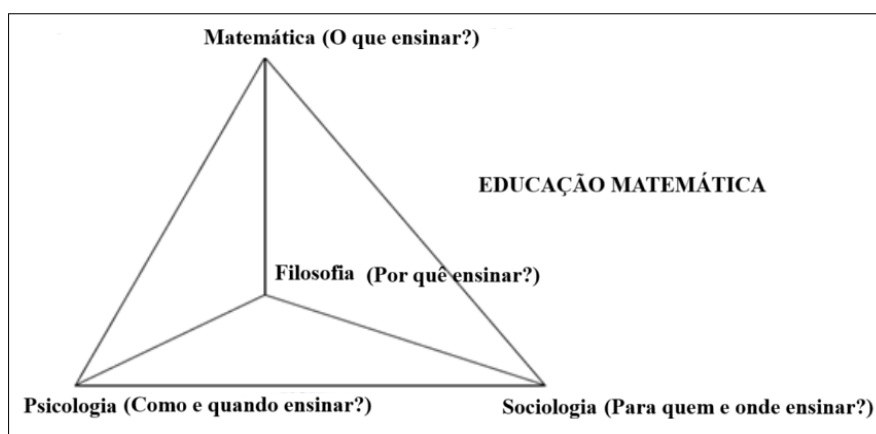 Matemática (O que ensinar?)
EDUCAÇÃO MATEMÁTICA
Filosofia (Por quê ensinar?)
Psicologia (Como e quando ensinar?)
Sociologia (Para quem e onde ensinar?)